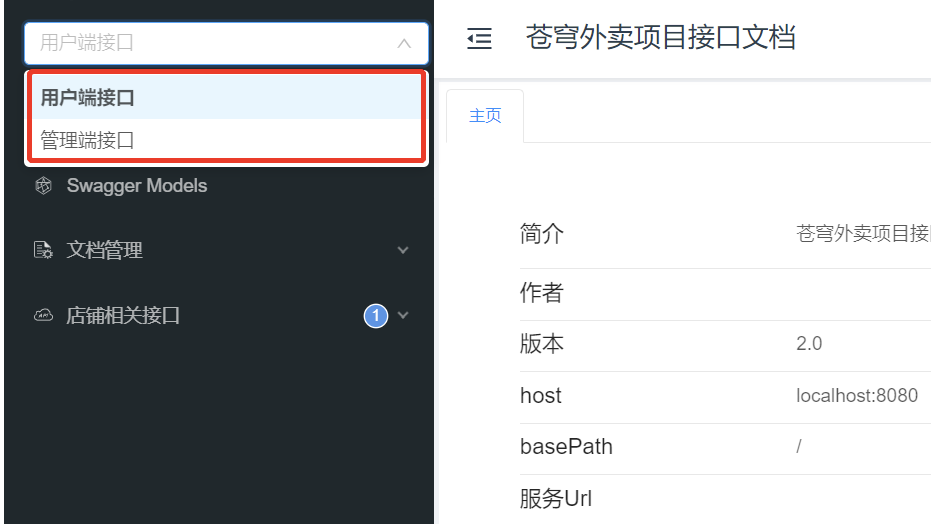 用户端接口
用户端接口
管理端接口
Swagger Models
文档管理
店铺相关接口 1
苍穹外卖项目接口文档
主页
简介 苍穹外卖项目接
作者
版本 2.0
host localhost:8080
basePath /
服务Url